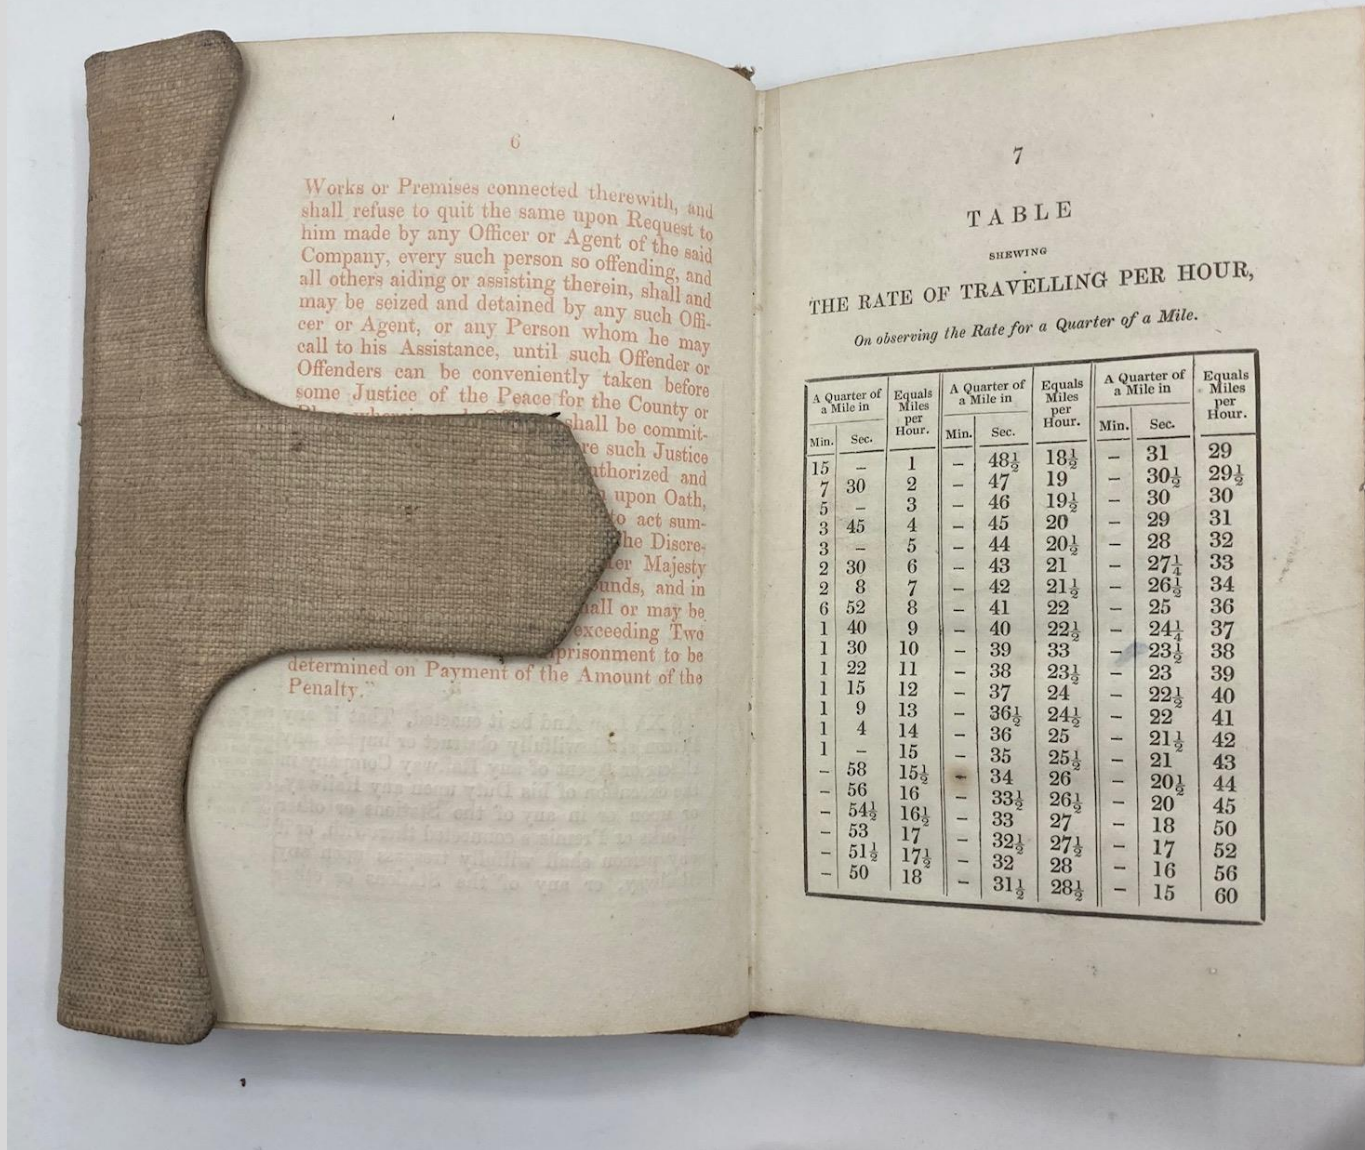 6
Works or Premises connected therewith, and
shall refuse to quit the same upon Request to
him made by any Officer or Agent of the said
Company, every such person so offending, and
all others aiding or assisting therein, shall and
may be seized and detained by any such Offi-
cer or Agent, or any Person whom he may
call to his Assistance, until such Offender or
Offenders can be conveniently taken before
some Justice of the Peace for the County or
shall be commit-
such Justice
and
upon Oath,
to act sum-
the Discre-
Majesty
and in
or may be
exceeding Two
to be
determined on Payment of the Amount of the
Penalty."
7
TABLE
SHEWING
THE RATE OF TRAVELLING PER HOUR,
On observing the Rate for a Quarter of a Mile.
A Quarter of a Mile in Equals Miles per Hour. A Quarter of a Mile in Equals Miles per Hour. A Quarter of a Mile in Equals Miles per Hour.
Min. Sec. Min. Sec. Min. Sec.
15 – 1 – 48½ 18½ – 31 29
7 30 2 – 47 19 – 30½ 29½
5 – 3 – 46 19½ – 30 30
3 45 4 – 45 20 – 29 31
3 – 5 – 44 20½ – 28 32
2 30 6 – 43 21 – 27¼ 33
2 8 7 – 42 21½ – 26½ 34
6 52 8 – 41 22 – 25 36
1 40 9 – 40 22½ – 24¼ 37
1 30 10 – 39 33 – 23½ 38
1 22 11 – 38 23½ – 23 39
1 15 12 – 37 24 – 22½ 40
1 9 13 – 36½ 24½ – 22 41
1 4 14 – 36 25 – 21½ 42
1 – 15 – 35 25½ – 21 43
– 58 15½ – 34 26 – 20½ 44
– 56 16 – 33½ 26½ – 20 45
– 54½ 16½ – 33 27 – 18 50
– 53 17 – 32½ 27½ – 17 52
– 51½ 17½ – 32 28 – 16 56
– 50 18 – 31½ 28½ – 15 60